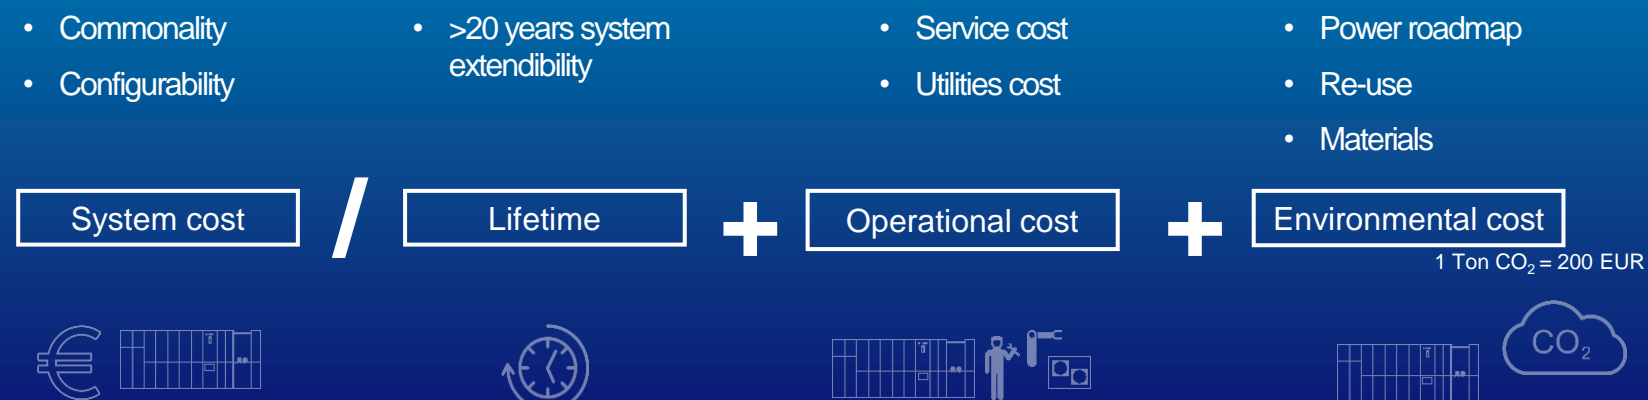 • Commonality
• Configurability
• >20 years system
extendibility
• Service cost
• Utilities cost
• Power roadmap
• Re-use
• Materials
System cost
/
Lifetime
+
Operational cost
+
Environmental cost
1 Ton CO₂ = 200 EUR
€
CO₂